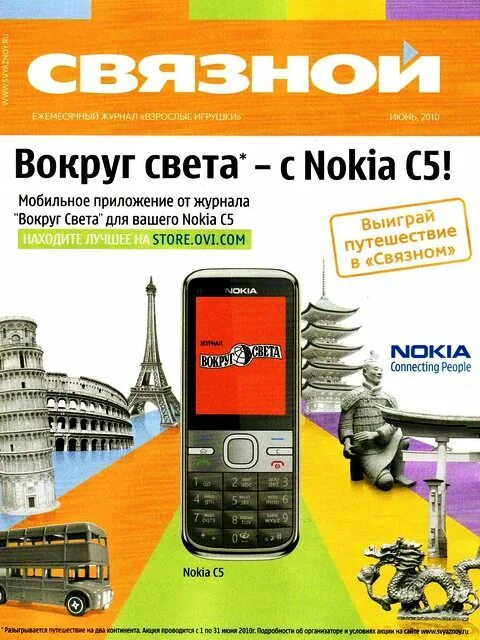 WWW.SVYAZNOY.RU
СВЯЗНОЙ
ЕЖЕМЕСЯЧНЫЙ ЖУРНАЛ «ВЗРОСЛЫЕ ИГРУШКИ»
ИЮНЬ, 2010
Вокруг света* – с Nokia C5!
Мобильное приложение от журнала
"Вокруг Света" для вашего Nokia C5
НАХОДИТЕ ЛУЧШЕЕ НА STORE.OVI.COM
Выиграй
путешествие
в «Связном»
NOKIA
ЖУРНАЛ
ВОКРУГ СВЕТА
NOKIA
Connecting People
Nokia C5
* Разыгрывается путешествие на два континента. Акция проводится с 1 по 31 июня 2010г. Подробности об организаторе и условиях акции на сайте www.svyaznoy.ru